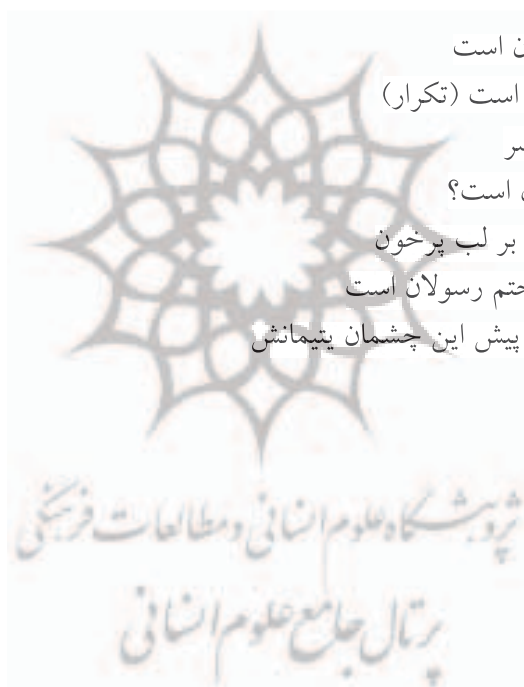 است
است (تکرار)
است؟
بر لب پرخون
ختم رسولان است
پیش این چشمان یتیمانش
پژوهشگاه علوم انسانی و مطالعات فرهنگی
پرتال جامع علوم انسانی